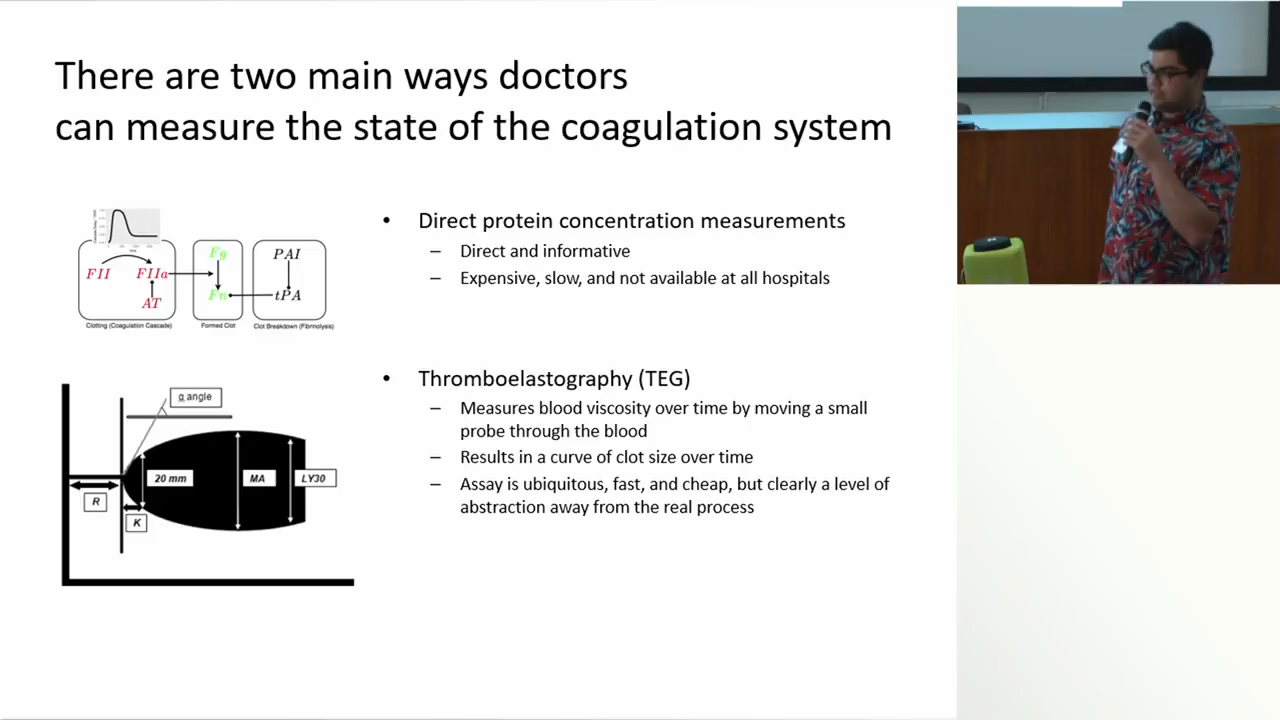 There are two main ways doctors
can measure the state of the coagulation system
FII
FIIa
AT
Fg
Fn
PAI
tPA
Clotting (Coagulation Cascade)
Formed Clot
Clot Breakdown (Fibrinolysis)
• Direct protein concentration measurements
– Direct and informative
– Expensive, slow, and not available at all hospitals
α angle
20 mm
MA
LY30
R
K
• Thromboelastography (TEG)
– Measures blood viscosity over time by moving a small
probe through the blood
– Results in a curve of clot size over time
– Assay is ubiquitous, fast, and cheap, but clearly a level of
abstraction away from the real process